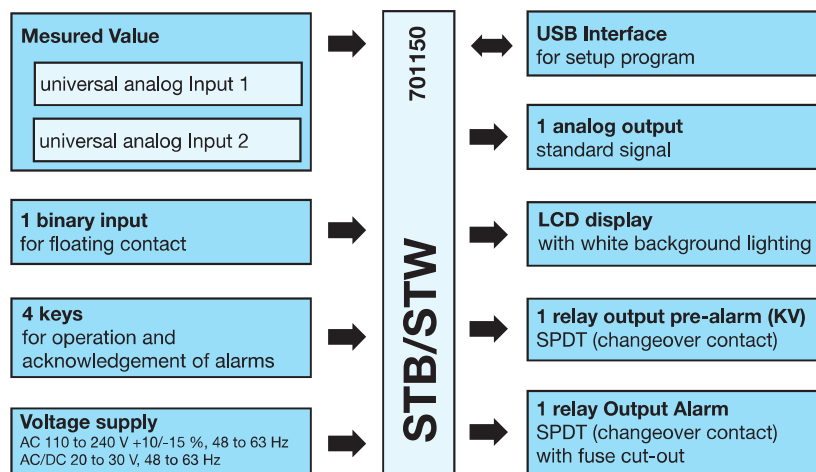 Mesured Value
universal analog Input 1
universal analog Input 2
1 binary input
for floating contact
4 keys
for operation and
acknowledgement of alarms
Voltage supply
AC 110 to 240 V +10/-15 %, 48 to 63 Hz
AC/DC 20 to 30 V, 48 to 63 Hz
STB/STW
701150
USB Interface
for setup program
1 analog output
standard signal
LCD display
with white background lighting
1 relay output pre-alarm (KV)
SPDT (changeover contact)
1 relay Output Alarm
SPDT (changeover contact)
with fuse cut-out